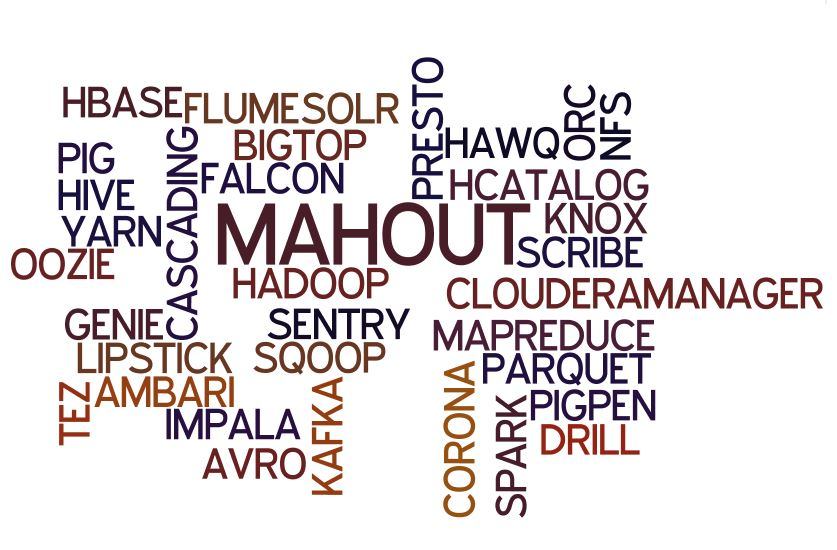 PRESTO
HBASE
FLUME
SOLR
ORC
NFS
BIGTOP
HAWQ
PIG
CASCADING
FALCON
HCATALOG
HIVE
MAHOUT
KNOX
YARN
SCRIBE
OOZIE
HADOOP
CLOUDERAMANAGER
GENIE
SENTRY
MAPREDUCE
LIPSTICK
SQOOP
PARQUET
TEZ
AMBARI
KAFKA
CORONA
SPARK
PIGPEN
IMPALA
DRILL
AVRO